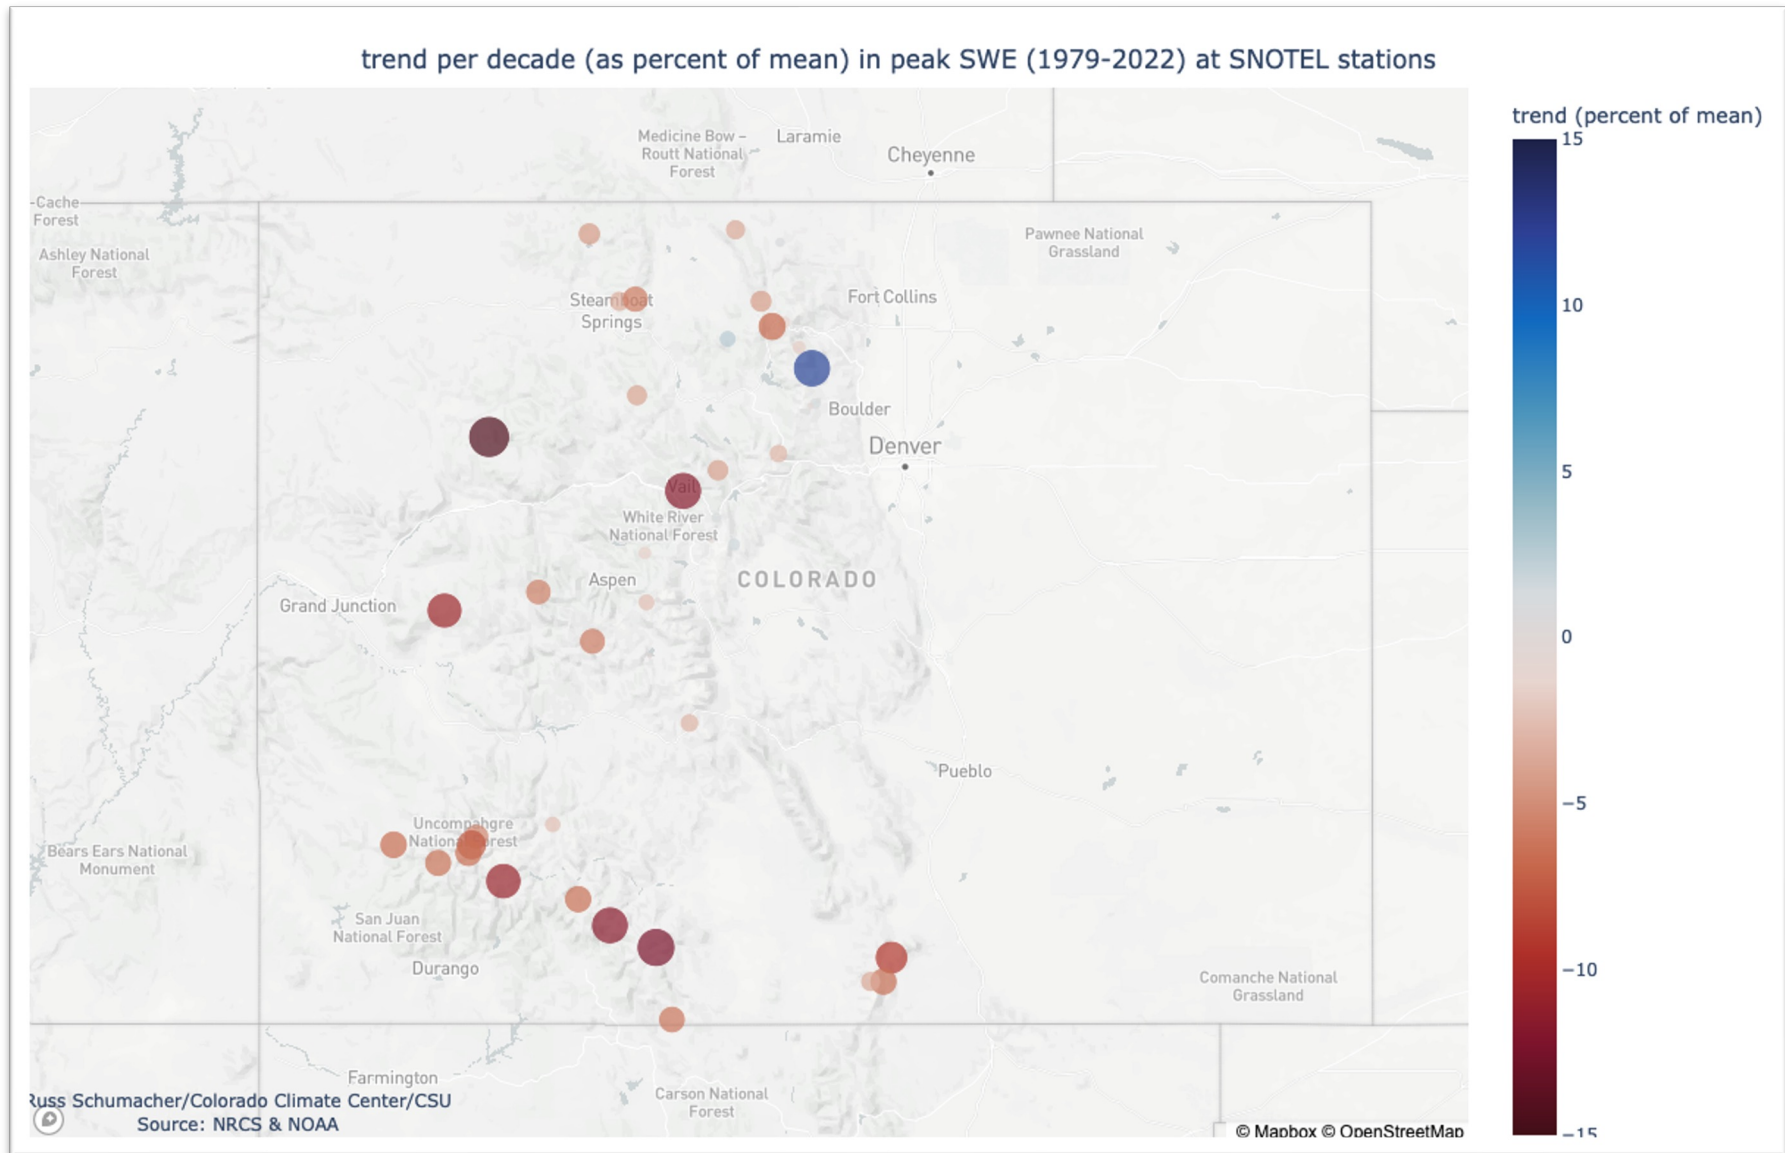 trend per decade (as percent of mean) in peak SWE (1979-2022) at SNOTEL stations
trend (percent of mean)
15
10
5
0
−5
−10
−15
Medicine Bow –
Routt National
Forest
Laramie
Cheyenne
-Cache
Forest
Ashley National
Forest
Pawnee National
Grassland
Steamboat
Springs
Fort Collins
Boulder
Denver
Vail
White River
National Forest
Aspen
COLORADO
Grand Junction
Pueblo
Uncompahgre
National Forest
Bears Ears National
Monument
San Juan
National Forest
Durango
Comanche National
Grassland
Farmington
Carson National
Forest
Russ Schumacher/Colorado Climate Center/CSU
Source: NRCS & NOAA
© Mapbox © OpenStreetMap